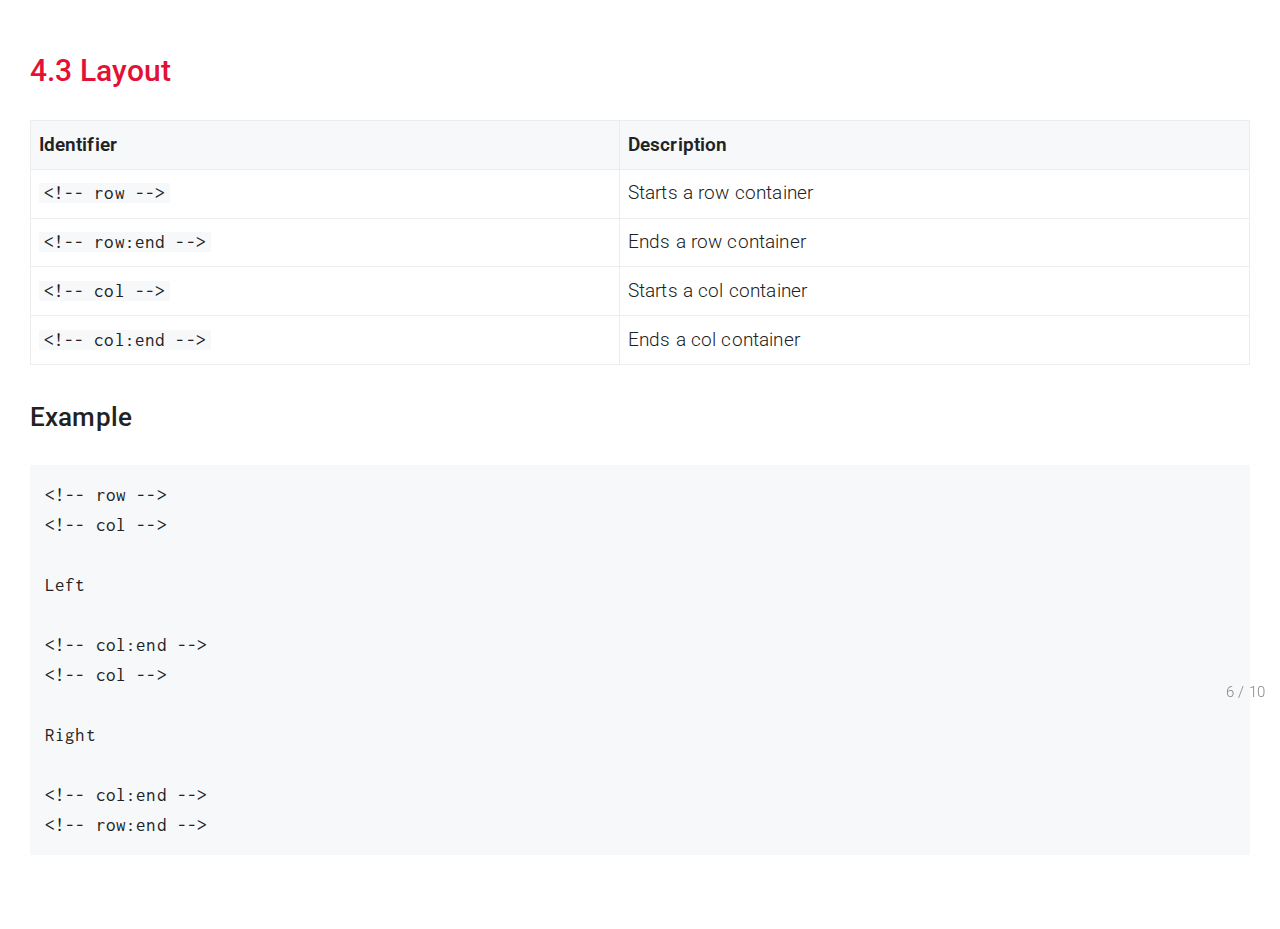 4.3 Layout
Identifier Description
<!-- row --> Starts a row container
<!-- row:end --> Ends a row container
<!-- col --> Starts a col container
<!-- col:end --> Ends a col container
Example
<!-- row -->
<!-- col -->
Left
<!-- col:end -->
<!-- col -->
6 / 10
Right
<!-- col:end -->
<!-- row:end -->